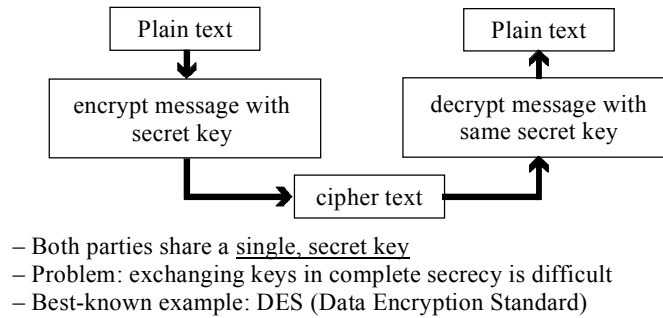 Plain text
encrypt message with
secret key
cipher text
decrypt message with
same secret key
Plain text
– Both parties share a single, secret key
– Problem: exchanging keys in complete secrecy is difficult
– Best-known example: DES (Data Encryption Standard)